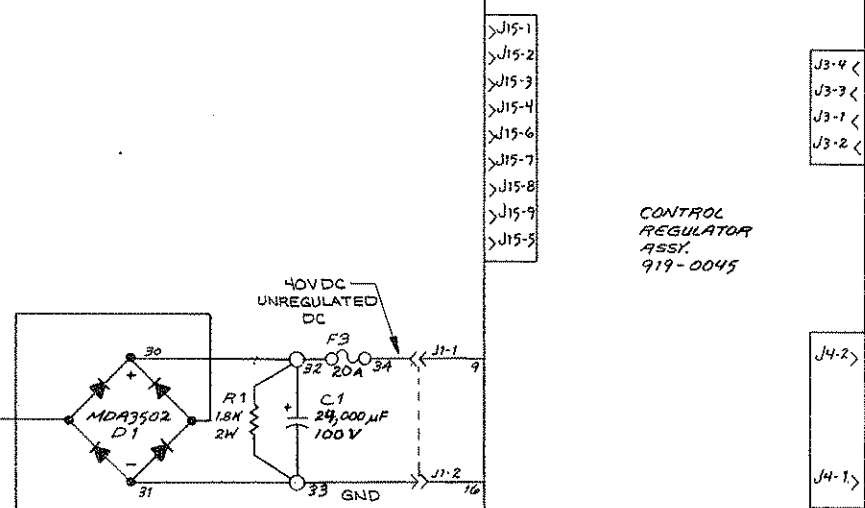 J15-1
J15-2
J15-3
J15-4
J15-6
J15-7
J15-8
J15-9
J15-5
J3-4
J3-3
J3-1
J3-2
CONTROL
REGULATOR
ASSY.
919-0045
40VDC
UNREGULATED
DC
30
+
MDA3502
D1
-
31
R1
1.8K
2W
32
F3
20A
34
+
C1
29,000µF
100V
33
GND
J1-1
9
J1-2
16
J4-2
J4-1